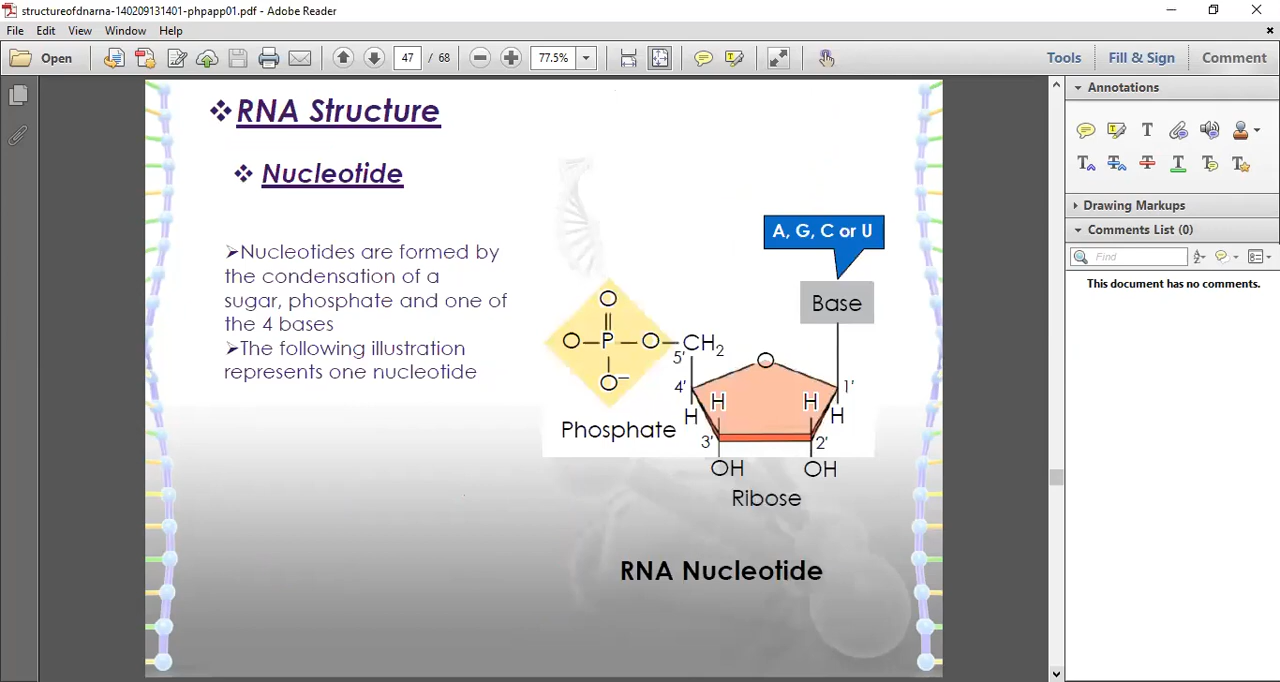 structureofdnarna-140209131401-phpapp01.pdf - Adobe Reader
File Edit View Window Help
Open 47 / 68 77.5% Tools Fill & Sign Comment
Annotations
Drawing Markups
Comments List (0)
Find
This document has no comments.
❖ RNA Structure
❖ Nucleotide
➢Nucleotides are formed by
the condensation of a
sugar, phosphate and one of
the 4 bases
➢The following illustration
represents one nucleotide
A, G, C or U
Base
O
O P O CH2
5'
O–
O
4' 1'
H H H H
3' 2'
Phosphate
OH OH
Ribose
RNA Nucleotide